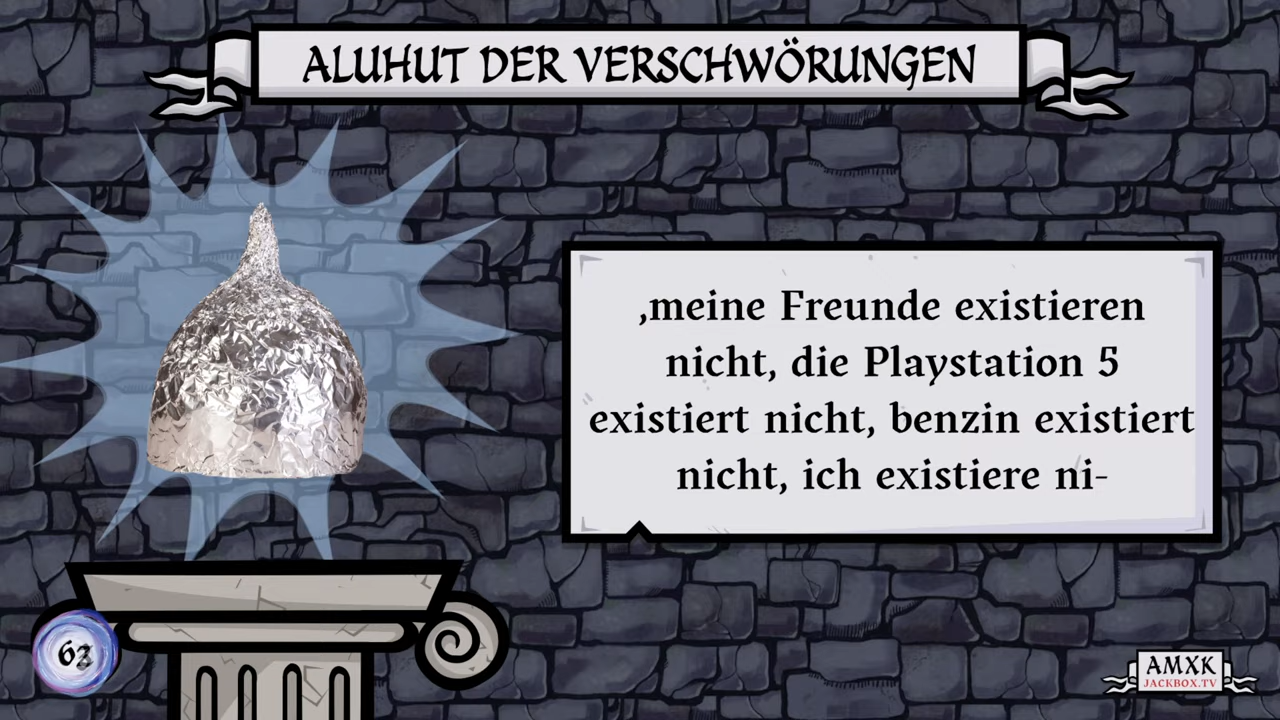 ALUHUT DER VERSCHWÖRUNGEN
,meine Freunde existieren
nicht, die Playstation 5
existiert nicht, benzin existiert
nicht, ich existiere ni-
63
AMXK
JACKBOX.TV